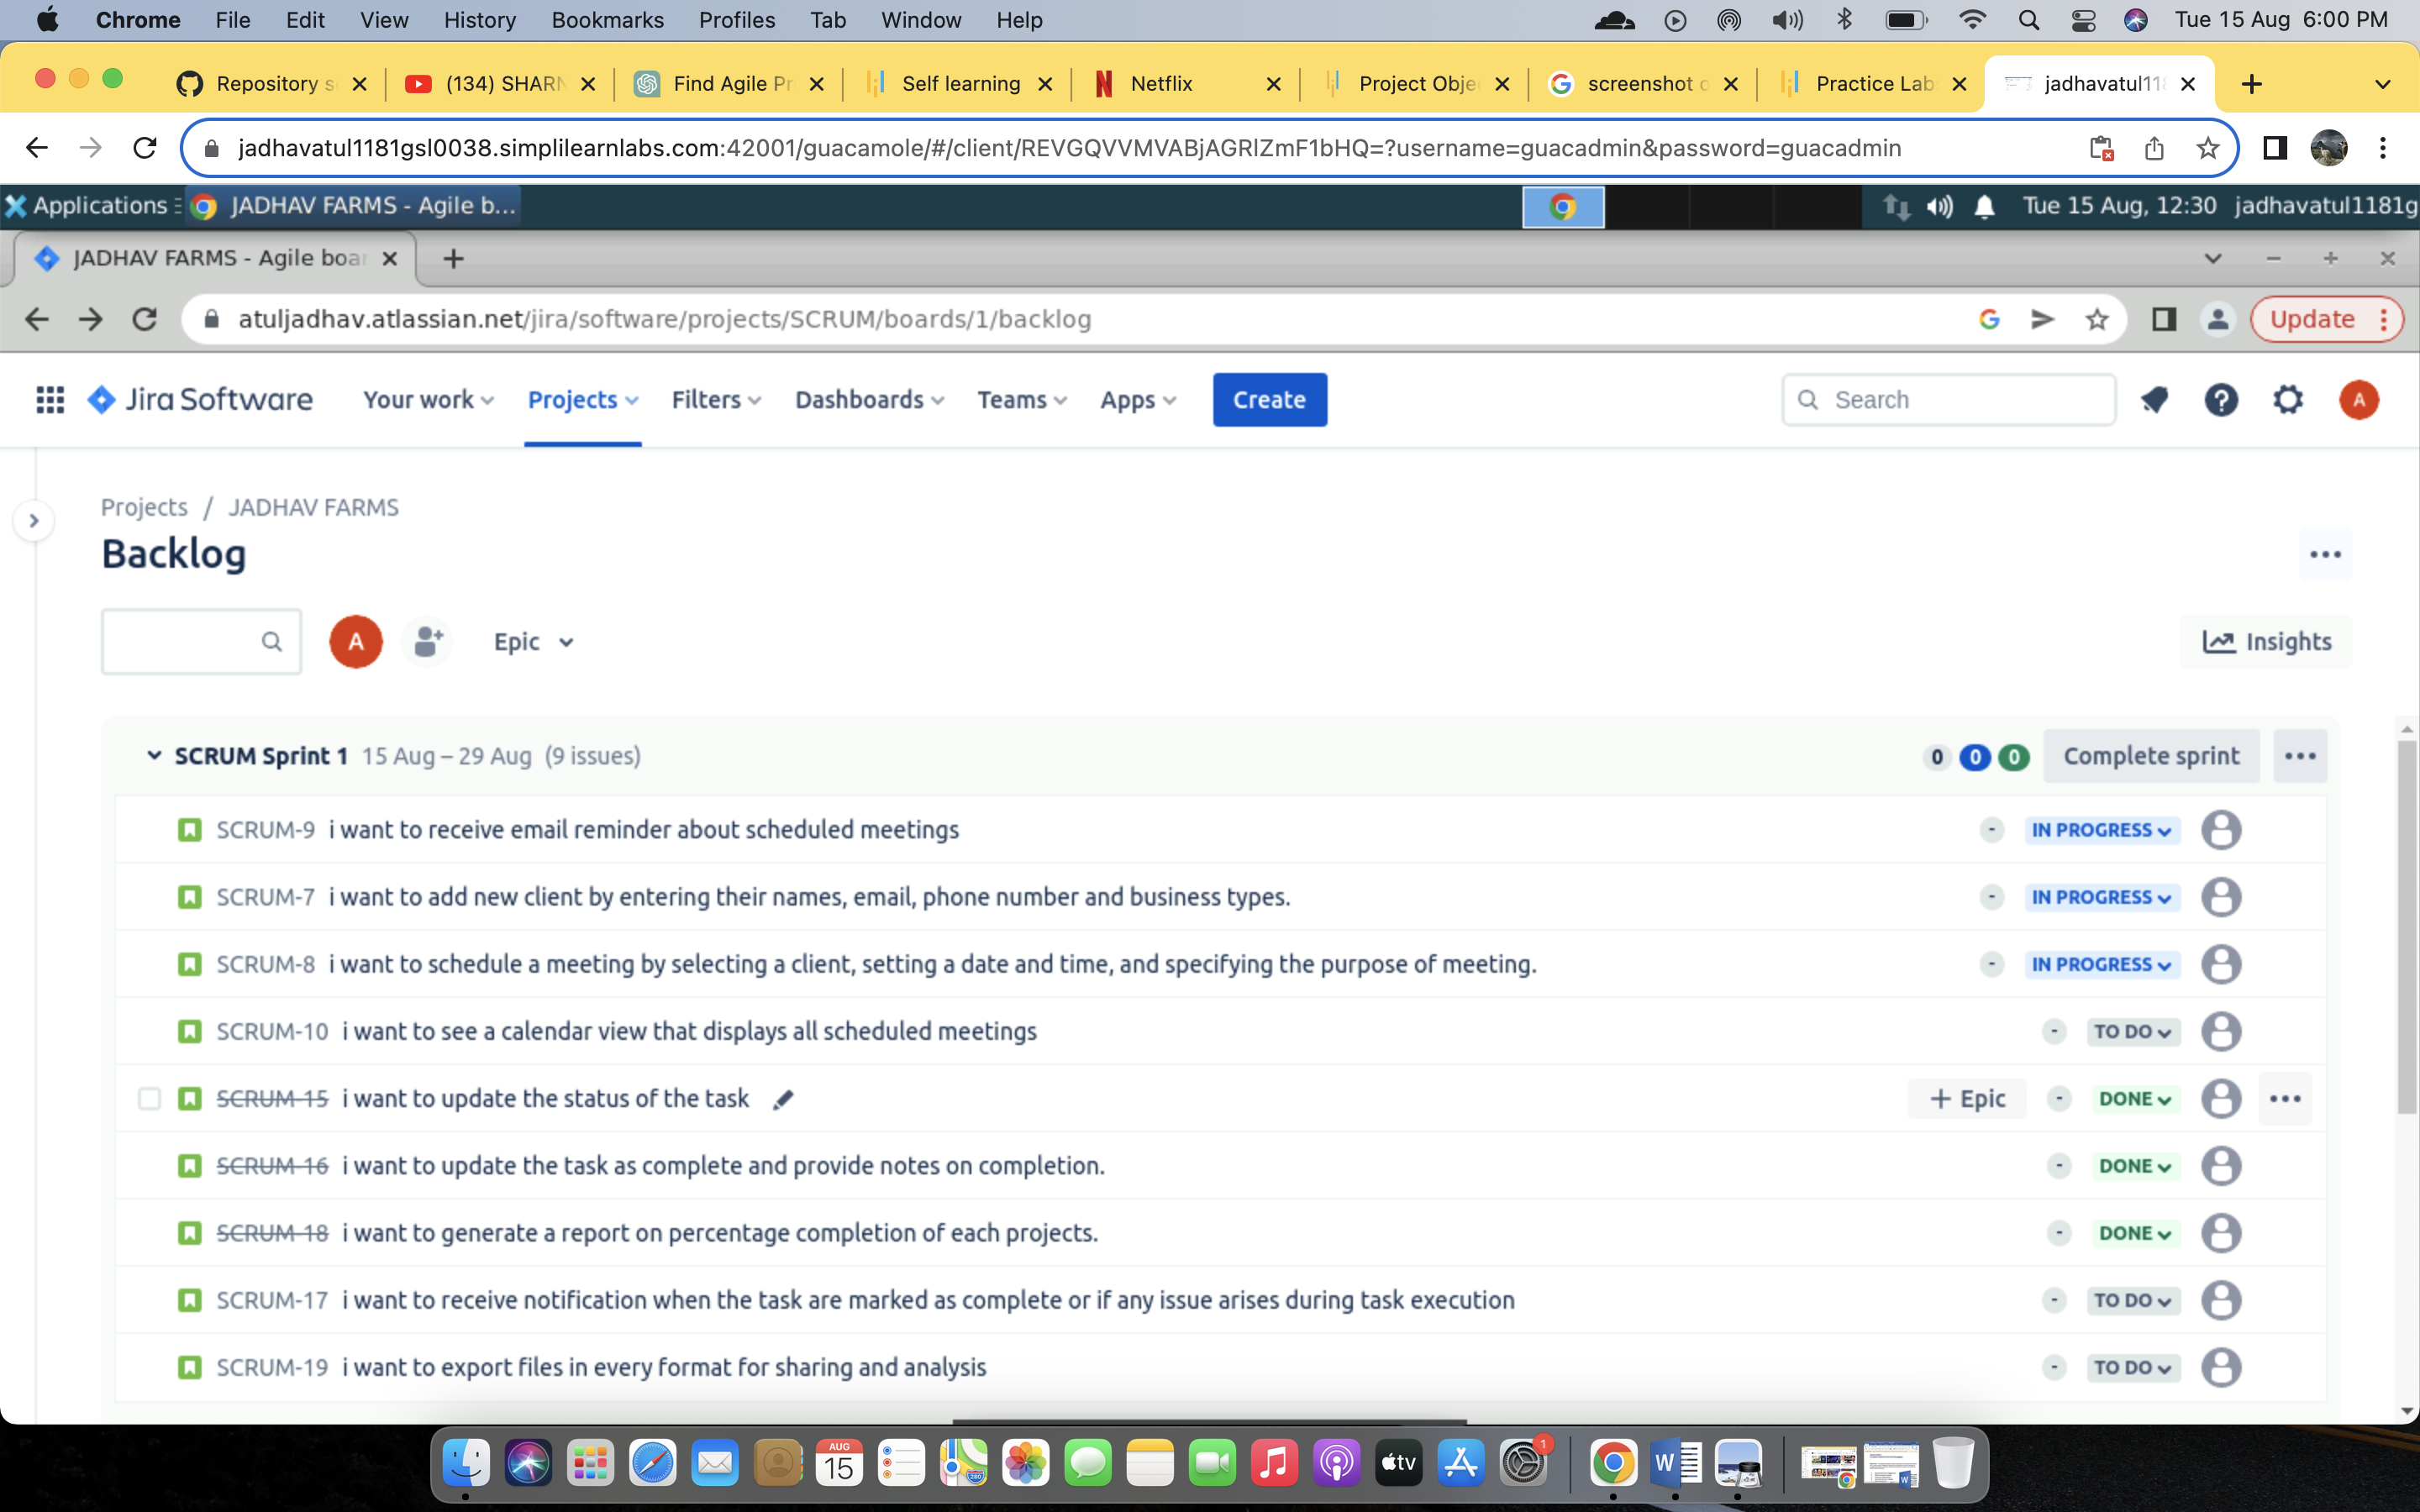 Chrome File Edit View History Bookmarks Profiles Tab Window Help Tue 15 Aug 6:00 PM
Repository s (134) SHARN Find Agile Pr Self learning Netflix Project Obje screenshot o Practice Lab jadhavatul118
jadhavatul1181gsl0038.simplilearnlabs.com:42001/guacamole/#/client/REVGQVVMVABjAGRlZmF1bHQ=?username=guacadmin&password=guacadmin
Applications JADHAV FARMS - Agile b... Tue 15 Aug, 12:30 jadhavatul1181g
JADHAV FARMS - Agile boar
atuljadhav.atlassian.net/jira/software/projects/SCRUM/boards/1/backlog Update
Jira Software Your work Projects Filters Dashboards Teams Apps Create Search A
Projects / JADHAV FARMS
Backlog
A Epic Insights
SCRUM Sprint 1 15 Aug – 29 Aug (9 issues) 0 0 0 Complete sprint
SCRUM-9 i want to receive email reminder about scheduled meetings - IN PROGRESS
SCRUM-7 i want to add new client by entering their names, email, phone number and business types. - IN PROGRESS
SCRUM-8 i want to schedule a meeting by selecting a client, setting a date and time, and specifying the purpose of meeting. - IN PROGRESS
SCRUM-10 i want to see a calendar view that displays all scheduled meetings - TO DO
SCRUM-15 i want to update the status of the task + Epic - DONE
SCRUM-16 i want to update the task as complete and provide notes on completion. - DONE
SCRUM-18 i want to generate a report on percentage completion of each projects. - DONE
SCRUM-17 i want to receive notification when the task are marked as complete or if any issue arises during task execution - TO DO
SCRUM-19 i want to export files in every format for sharing and analysis - TO DO
AUG
15
280
tv
1
W